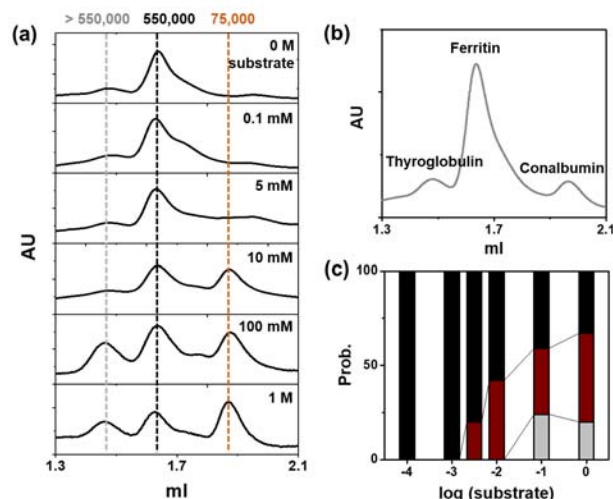 (a)
> 550,000 550,000 75,000
0 M
substrate
0.1 mM
5 mM
10 mM
100 mM
1 M
AU
1.3 1.7 2.1
ml
(b)
Ferritin
Thyroglobulin
Conalbumin
AU
1.3 1.7 2.1
ml
(c)
100
50
0
Prob.
-4 -3 -2 -1 0
log (substrate)